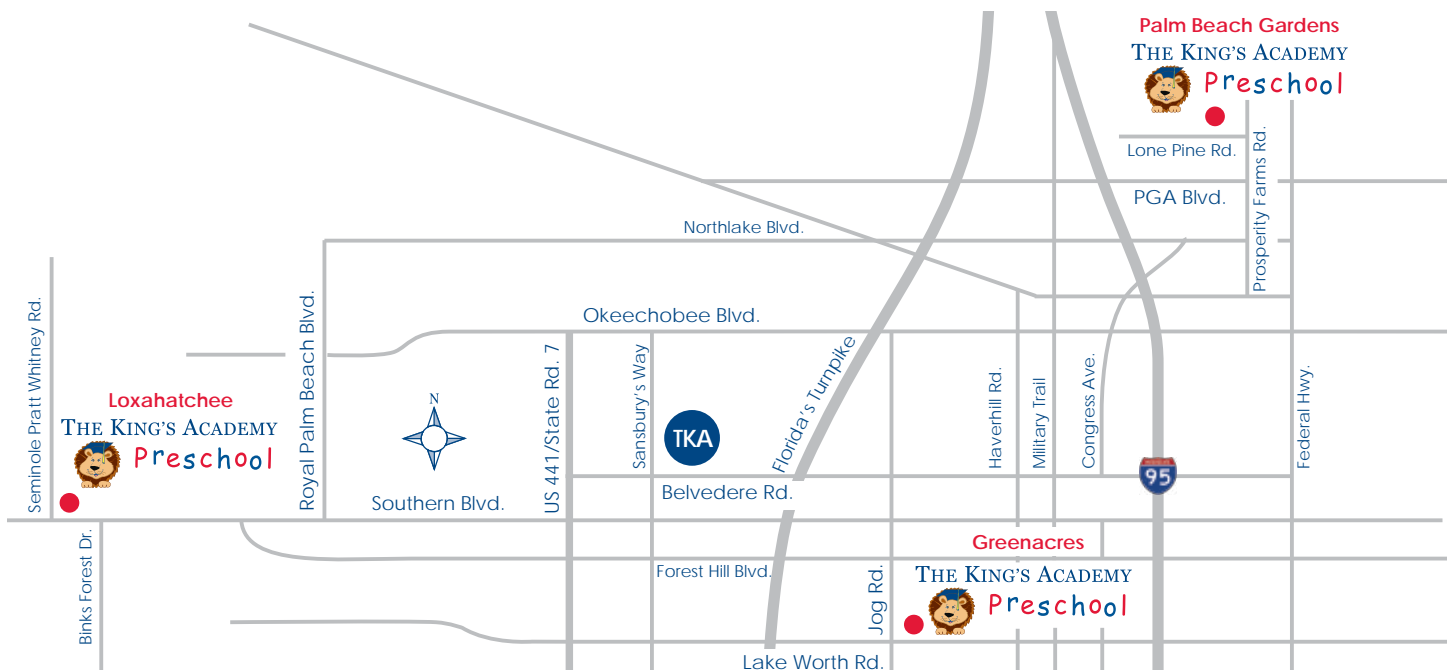 Palm Beach Gardens
THE KING'S ACADEMY
Preschool
Lone Pine Rd.
PGA Blvd.
Prosperity Farms Rd.
Northlake Blvd.
Okeechobee Blvd.
Seminole Pratt Whitney Rd.
Royal Palm Beach Blvd.
US 441/State Rd. 7
Sansbury's Way
Florida's Turnpike
Haverhill Rd.
Military Trail
Congress Ave.
Federal Hwy.
Loxahatchee
THE KING'S ACADEMY
Preschool
N
TKA
95
Belvedere Rd.
Southern Blvd.
Binks Forest Dr.
Forest Hill Blvd.
Jog Rd.
Greenacres
THE KING'S ACADEMY
Preschool
Lake Worth Rd.